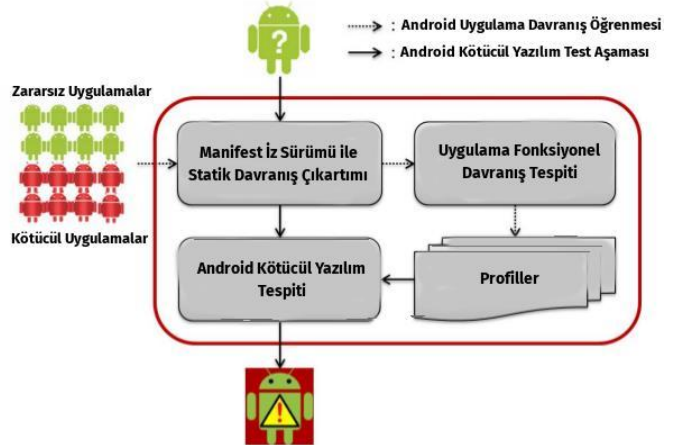 ?
: Android Uygulama Davranış Öğrenmesi
: Android Kötücül Yazılım Test Aşaması
Zararsız Uygulamalar
Kötücül Uygulamalar
Manifest İz Sürümü ile
Statik Davranış Çıkartımı
Uygulama Fonksiyonel
Davranış Tespiti
Android Kötücül Yazılım
Tespiti
Profiller
!